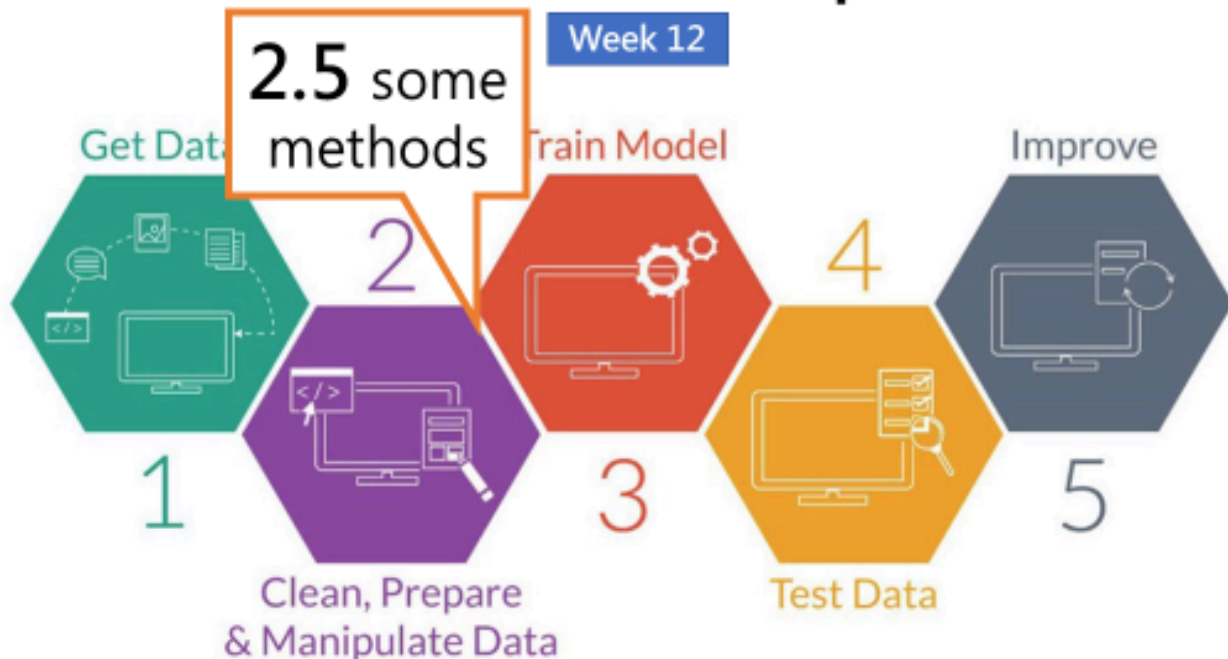 Week 12
2.5 some
methods
Get Data
Train Model
Improve
2
4
</>
</>
1
3
5
Clean, Prepare
& Manipulate Data
Test Data